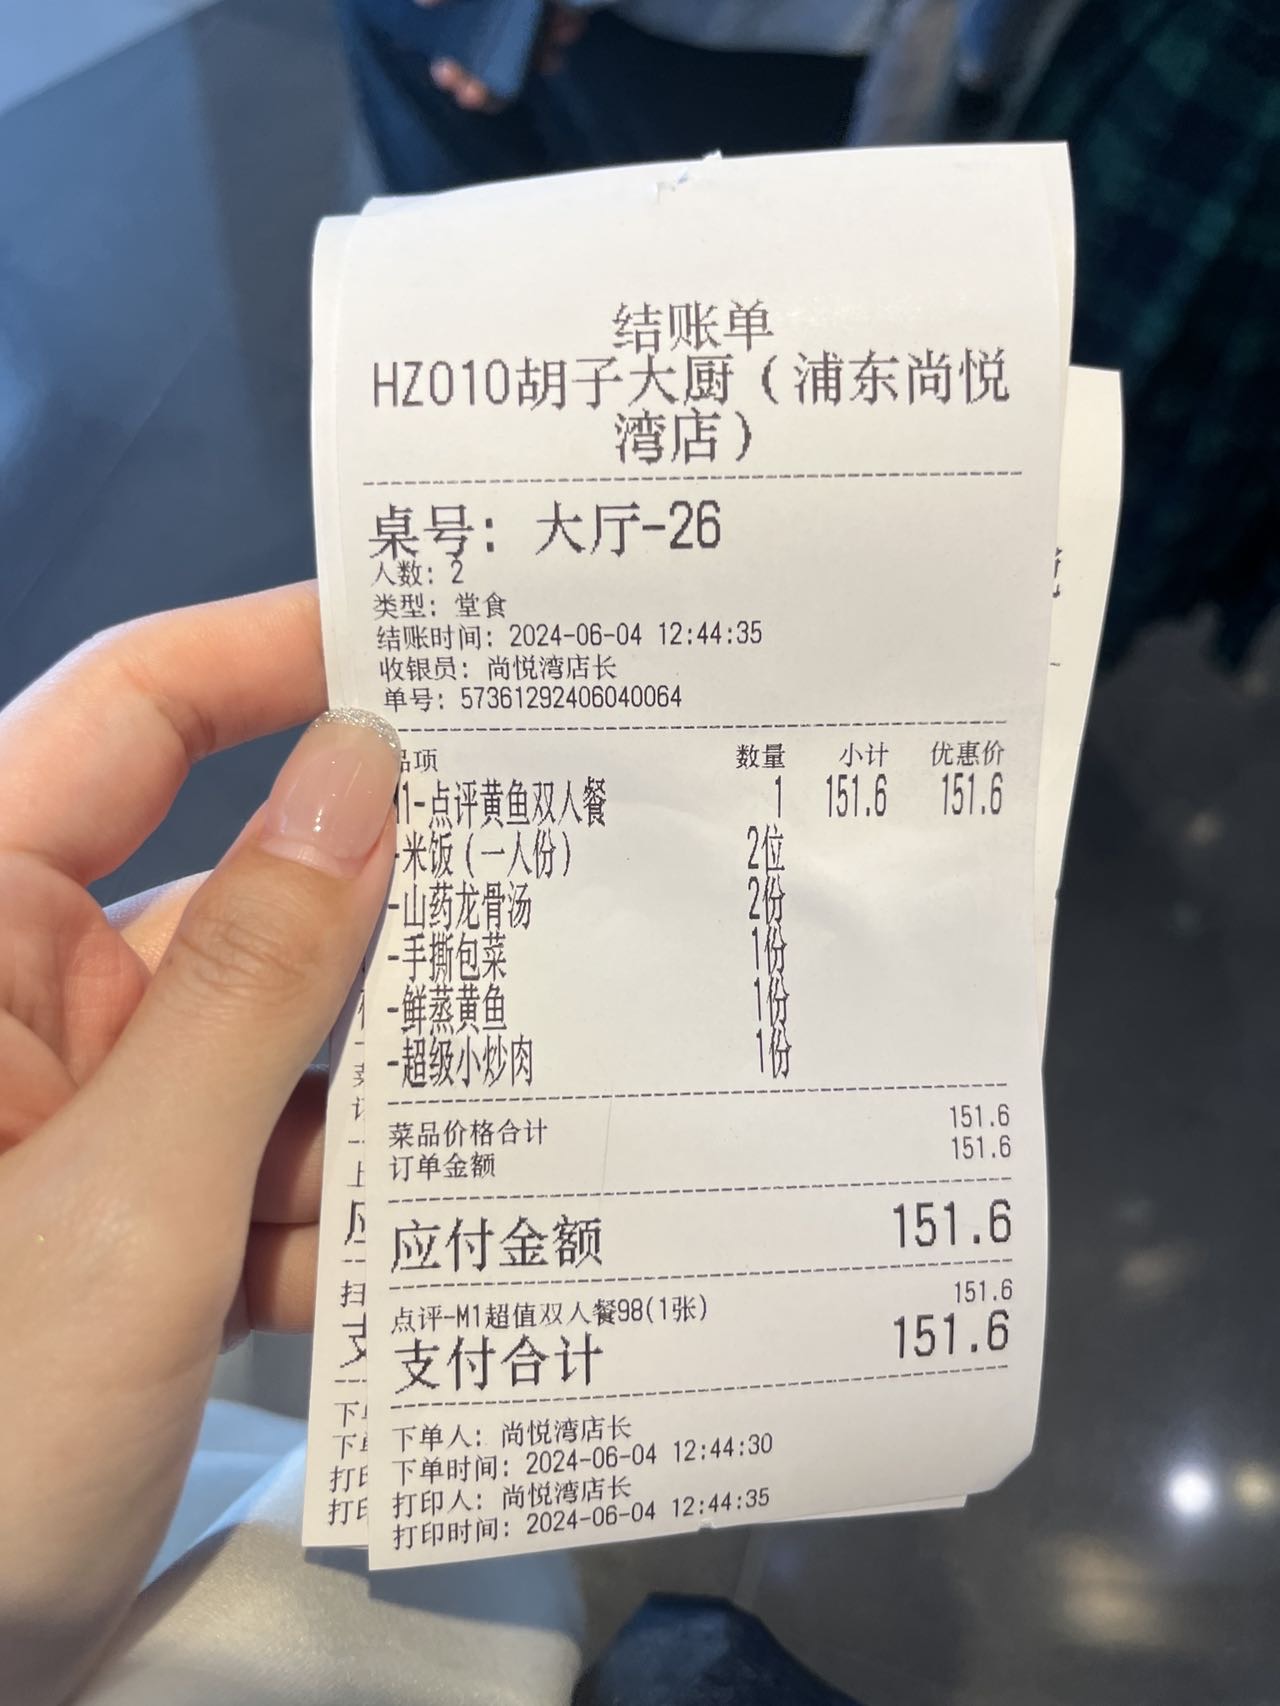 结账单
HZ010胡子大厨（浦东尚悦
湾店）
桌号：大厅-26
人数：2
类型：堂食
结账时间：2024-06-04 12:44:35
收银员：尚悦湾店长
单号：57361292406040064
品项 数量 小计 优惠价
M1-点评黄鱼双人餐 1 151.6 151.6
-米饭（一人份） 2位
-山药龙骨汤 2份
-手撕包菜 1份
-鲜蒸黄鱼 1份
-超级小炒肉 1份
菜品价格合计 151.6
订单金额 151.6
应付金额 151.6
点评-M1超值双人餐98(1张) 151.6
支付合计 151.6
下单人：尚悦湾店长
下单时间：2024-06-04 12:44:30
打印人：尚悦湾店长
打印时间：2024-06-04 12:44:35